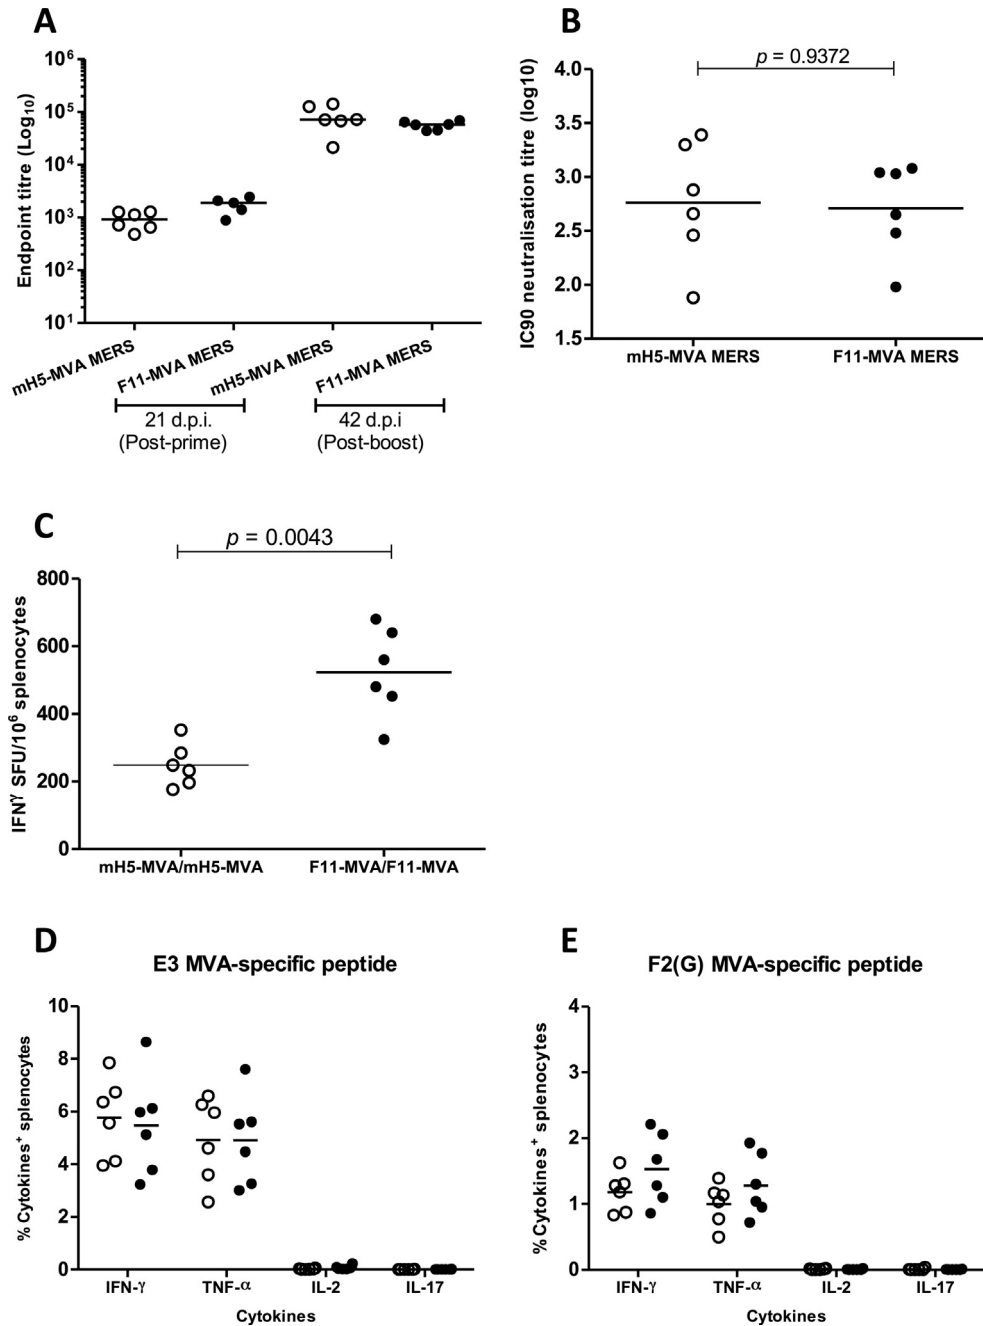 A
Endpoint titre (Log₁₀)
10⁶
10⁵
10⁴
10³
10²
10¹
mH5-MVA MERS
F11-MVA MERS
mH5-MVA MERS
F11-MVA MERS
21 d.p.i.
(Post-prime)
42 d.p.i
(Post-boost)
B
p = 0.9372
IC90 neutralisation titre (log10)
4.0
3.5
3.0
2.5
2.0
1.5
mH5-MVA MERS
F11-MVA MERS
C
p = 0.0043
IFNᵞ SFU/10⁶ splenocytes
800
600
400
200
0
mH5-MVA/mH5-MVA
F11-MVA/F11-MVA
D
E3 MVA-specific peptide
% Cytokines⁺ splenocytes
10
8
6
4
2
0
IFN-γ
TNF-α
IL-2
IL-17
Cytokines
E
F2(G) MVA-specific peptide
% Cytokines⁺ splenocytes
4
3
2
1
0
IFN-γ
TNF-α
IL-2
IL-17
Cytokines